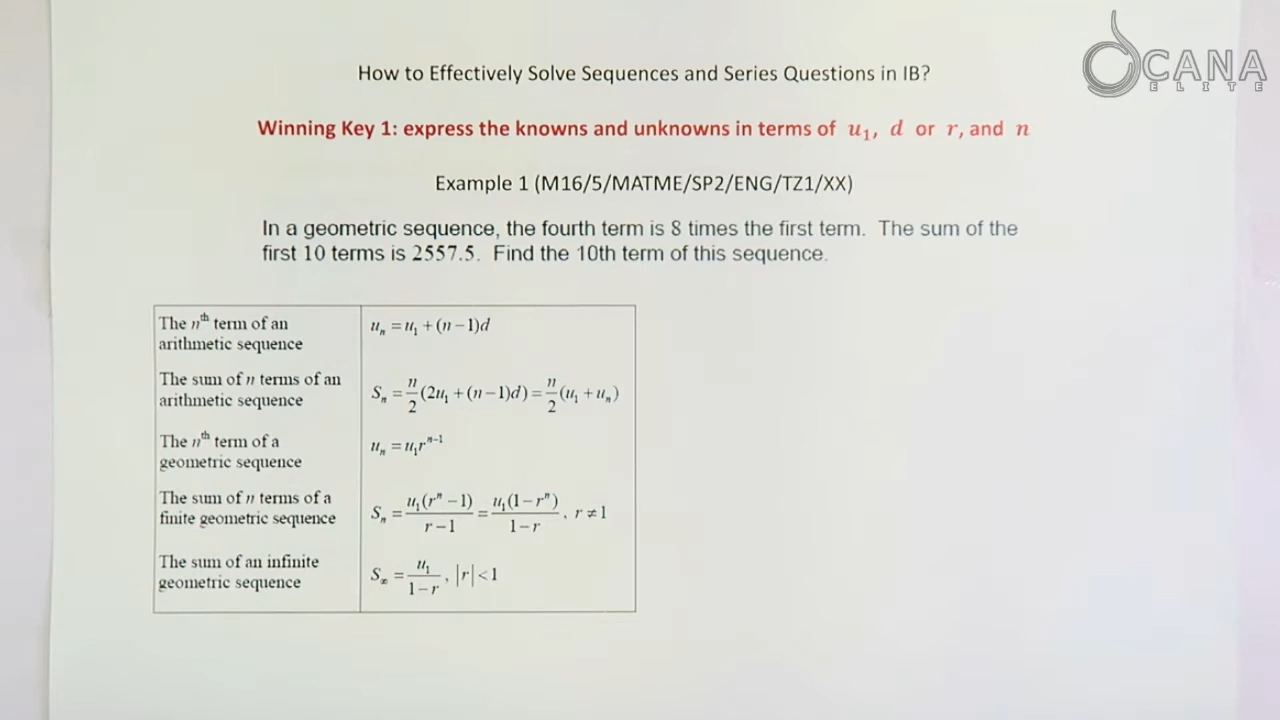 OCANA
ELITE
How to Effectively Solve Sequences and Series Questions in IB?
Winning Key 1: express the knowns and unknowns in terms of u₁, d or r, and n
Example 1 (M16/5/MATME/SP2/ENG/TZ1/XX)
In a geometric sequence, the fourth term is 8 times the first term. The sum of the
first 10 terms is 2557.5. Find the 10th term of this sequence.
The nᵗʰ term of an
arithmetic sequence
uₙ = u₁ + (n − 1)d
The sum of n terms of an
arithmetic sequence
Sₙ = n/2 (2u₁ + (n − 1)d) = n/2 (u₁ + uₙ)
The nᵗʰ term of a
geometric sequence
uₙ = u₁rⁿ⁻¹
The sum of n terms of a
finite geometric sequence
Sₙ = u₁(rⁿ − 1)/(r − 1) = u₁(1 − rⁿ)/(1 − r), r ≠ 1
The sum of an infinite
geometric sequence
S∞ = u₁/(1 − r), |r| < 1